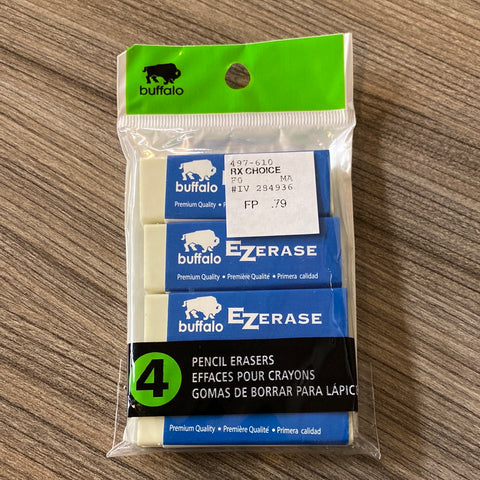 buffalo
497-610
RX CHOICE
FO MA
#IV 284936
FP .79
buffalo
Premium Quality • Pre
buffalo EZERASE
Premium Quality • Première Qualité • Primera calidad
buffalo EZERASE
4
PENCIL ERASERS
EFFACES POUR CRAYONS
GOMAS DE BORRAR PARA LÁPIC
Premium Quality • Première Qualité • Primera calidad